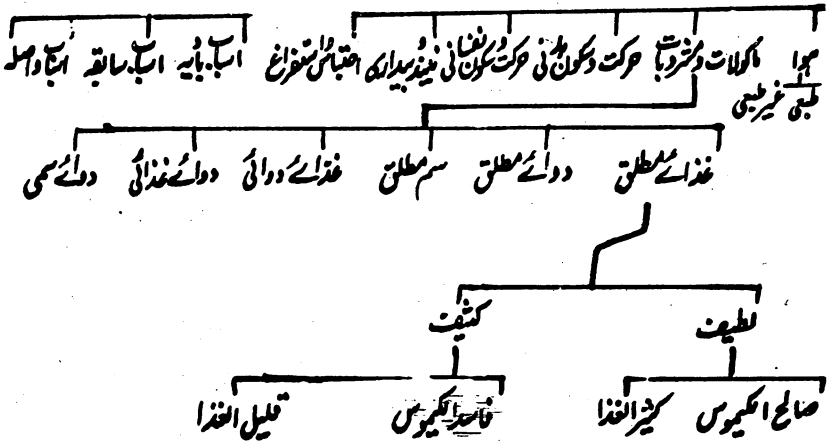 ہوا ماکولات و مشروبات حرکت و سکون بدنی حرکت و سکون نفسانی نیند و بیداری احتباس و استفراغ اسباب بادیہ اسباب سابقہ اسباب واصلہ
طبعی غیر طبعی
غذائے مطلق دوائے مطلق سم مطلق غذائے دوائی دوائے غذائی دوائے سمی
لطیف کثیف
صالح الکیموس کثیر الغذا فاسد الکیموس قلیل الغذا